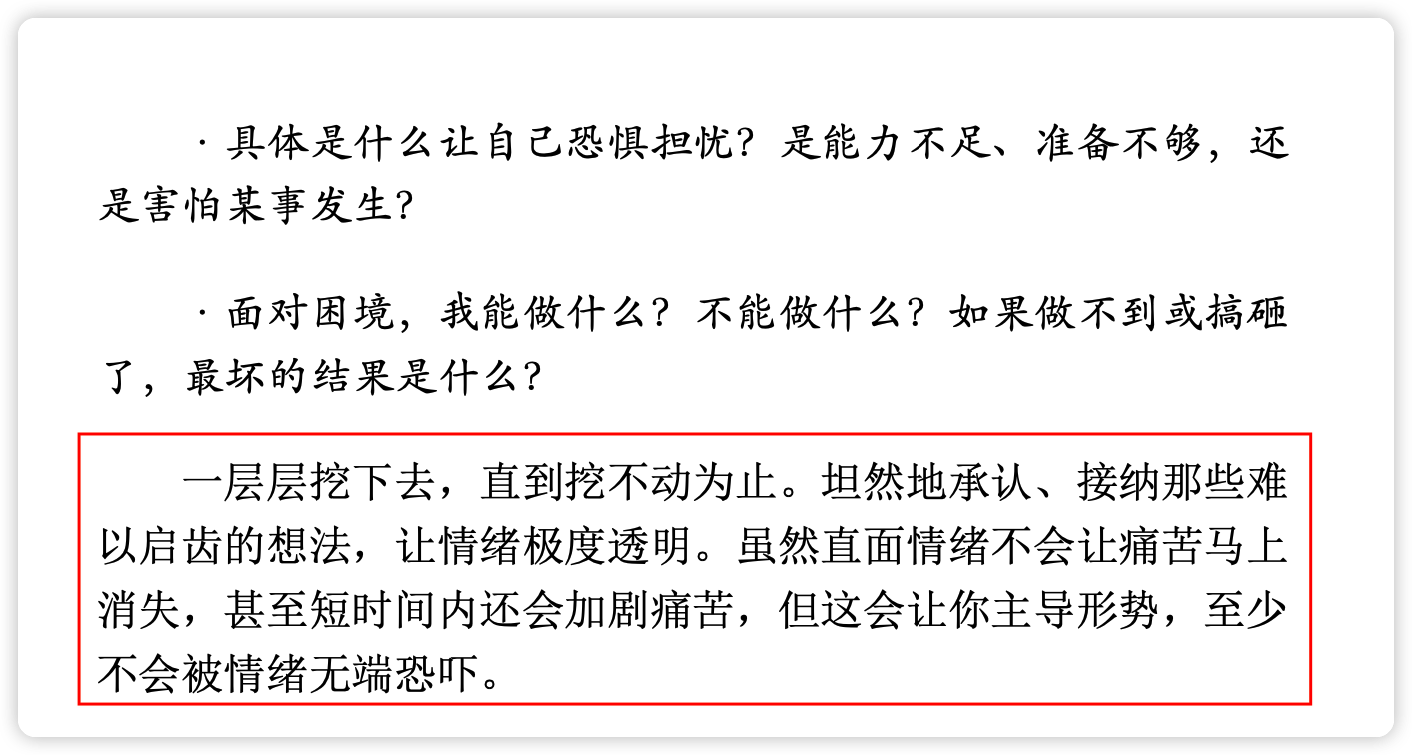 · 具体是什么让自己恐惧担忧？是能力不足、准备不够，还
是害怕某事发生？
· 面对困境，我能做什么？不能做什么？如果做不到或搞砸
了，最坏的结果是什么？
一层层挖下去，直到挖不动为止。坦然地承认、接纳那些难
以启齿的想法，让情绪极度透明。虽然直面情绪不会让痛苦马上
消失，甚至短时间内还会加剧痛苦，但这会让你主导形势，至少
不会被情绪无端恐吓。